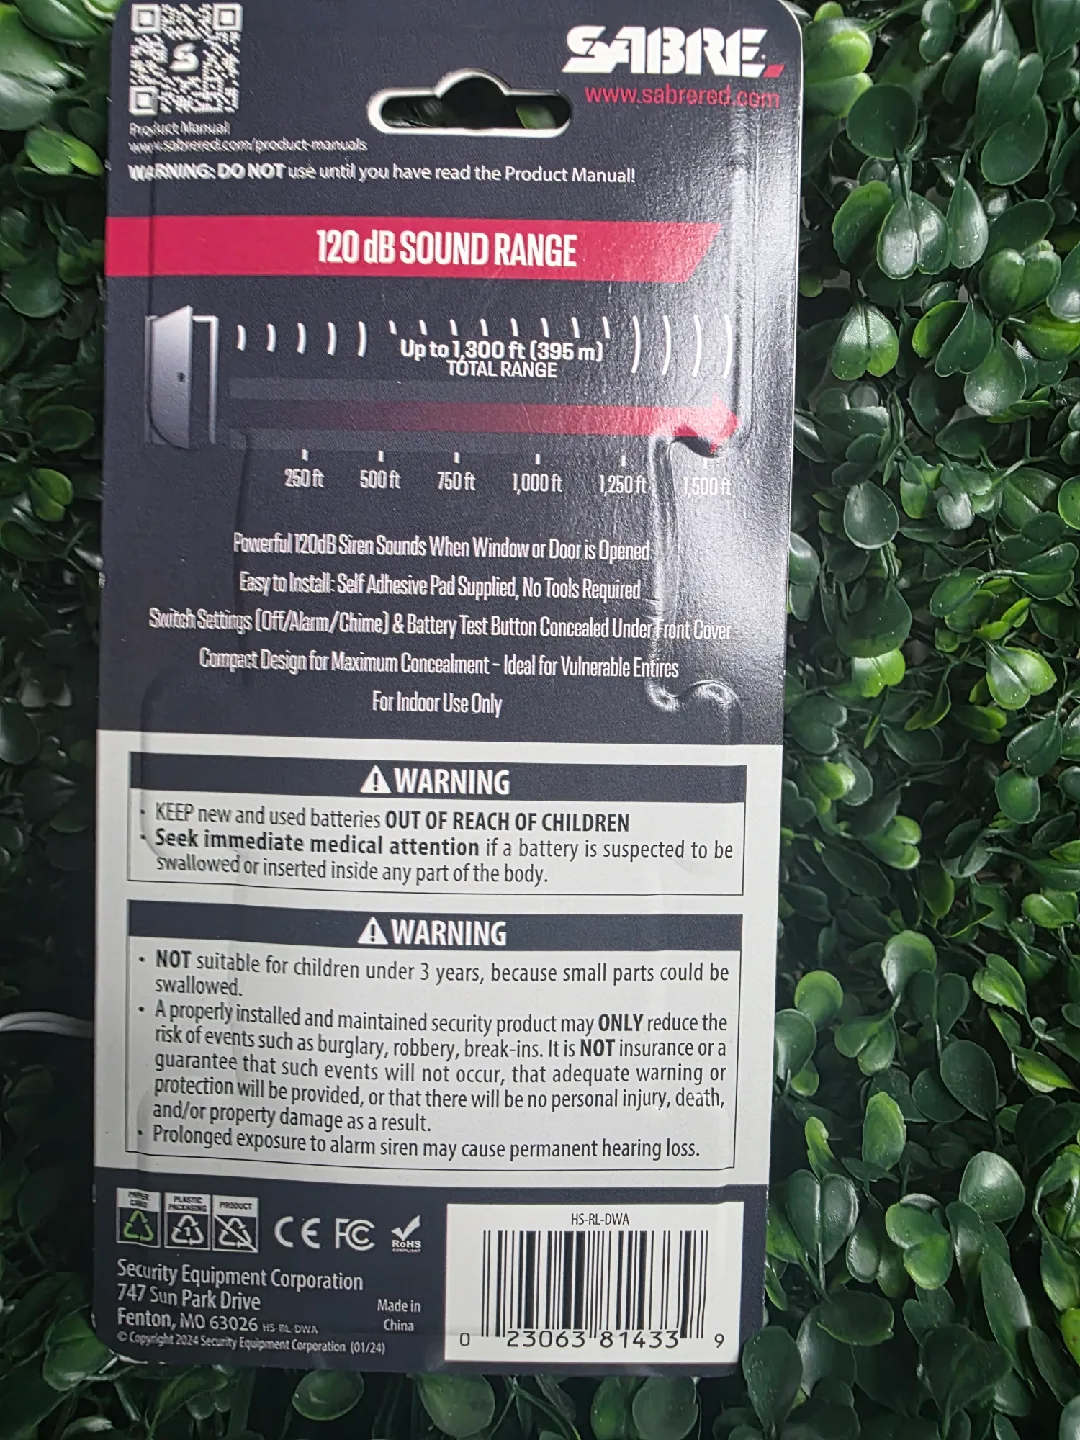 SABRE
www.sabrered.com
Product Manual
www.sabrered.com/product-manuals
WARNING: DO NOT use until you have read the Product Manual!
120 dB SOUND RANGE
Up to 1,300 ft (395 m)
TOTAL RANGE
250 ft 500 ft 750 ft 1,000 ft 1,250 ft 1,500 ft
Powerful 120dB Siren Sounds When Window or Door is Opened
Easy to Install: Self Adhesive Pad Supplied, No Tools Required
Switch Settings (Off/Alarm/Chime) & Battery Test Button Concealed Under Front Cover
Compact Design for Maximum Concealment – Ideal for Vulnerable Entires
For Indoor Use Only
WARNING
• KEEP new and used batteries OUT OF REACH OF CHILDREN
• Seek immediate medical attention if a battery is suspected to be
swallowed or inserted inside any part of the body.
WARNING
• NOT suitable for children under 3 years, because small parts could be
swallowed.
• A properly installed and maintained security product may ONLY reduce the
risk of events such as burglary, robbery, break-ins. It is NOT insurance or a
guarantee that such events will not occur, that adequate warning or
protection will be provided, or that there will be no personal injury, death,
and/or property damage as a result.
• Prolonged exposure to alarm siren may cause permanent hearing loss.
PAPER
CARD
PLASTIC
PACKAGING
PRODUCT
CE FC
RoHS
COMPLIANT
Security Equipment Corporation
747 Sun Park Drive
Fenton, MO 63026 HS-RL-DWA
© Copyright 2024 Security Equipment Corporation (01/24)
Made in
China
HS-RL-DWA
0 23063 81433 9